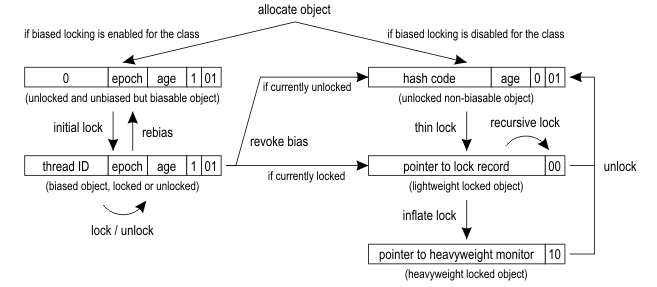 allocate object
if biased locking is enabled for the class
if biased locking is disabled for the class
0 epoch age 1 01
(unlocked and unbiased but biasable object)
hash code age 0 01
(unlocked non-biasable object)
if currently unlocked
initial lock
rebias
revoke bias
thin lock
recursive lock
thread ID epoch age 1 01
(biased object, locked or unlocked)
if currently locked
pointer to lock record 00
(lightweight locked object)
unlock
lock / unlock
inflate lock
pointer to heavyweight monitor 10
(heavyweight locked object)